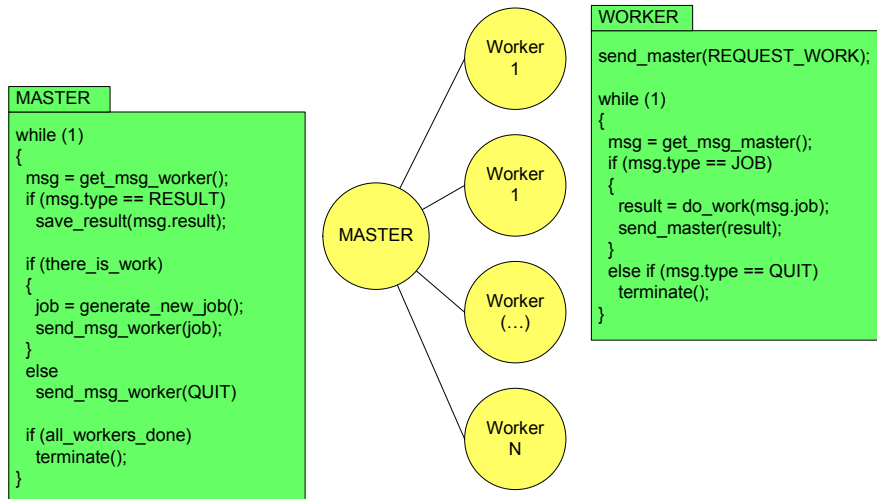 MASTER
while (1)
{
msg = get_msg_worker();
if (msg.type == RESULT)
save_result(msg.result);
if (there_is_work)
{
job = generate_new_job();
send_msg_worker(job);
}
else
send_msg_worker(QUIT)
if (all_workers_done)
terminate();
}
MASTER
Worker
1
Worker
1
Worker
(...)
Worker
N
WORKER
send_master(REQUEST_WORK);
while (1)
{
msg = get_msg_master();
if (msg.type == JOB)
{
result = do_work(msg.job);
send_master(result);
}
else if (msg.type == QUIT)
terminate();
}